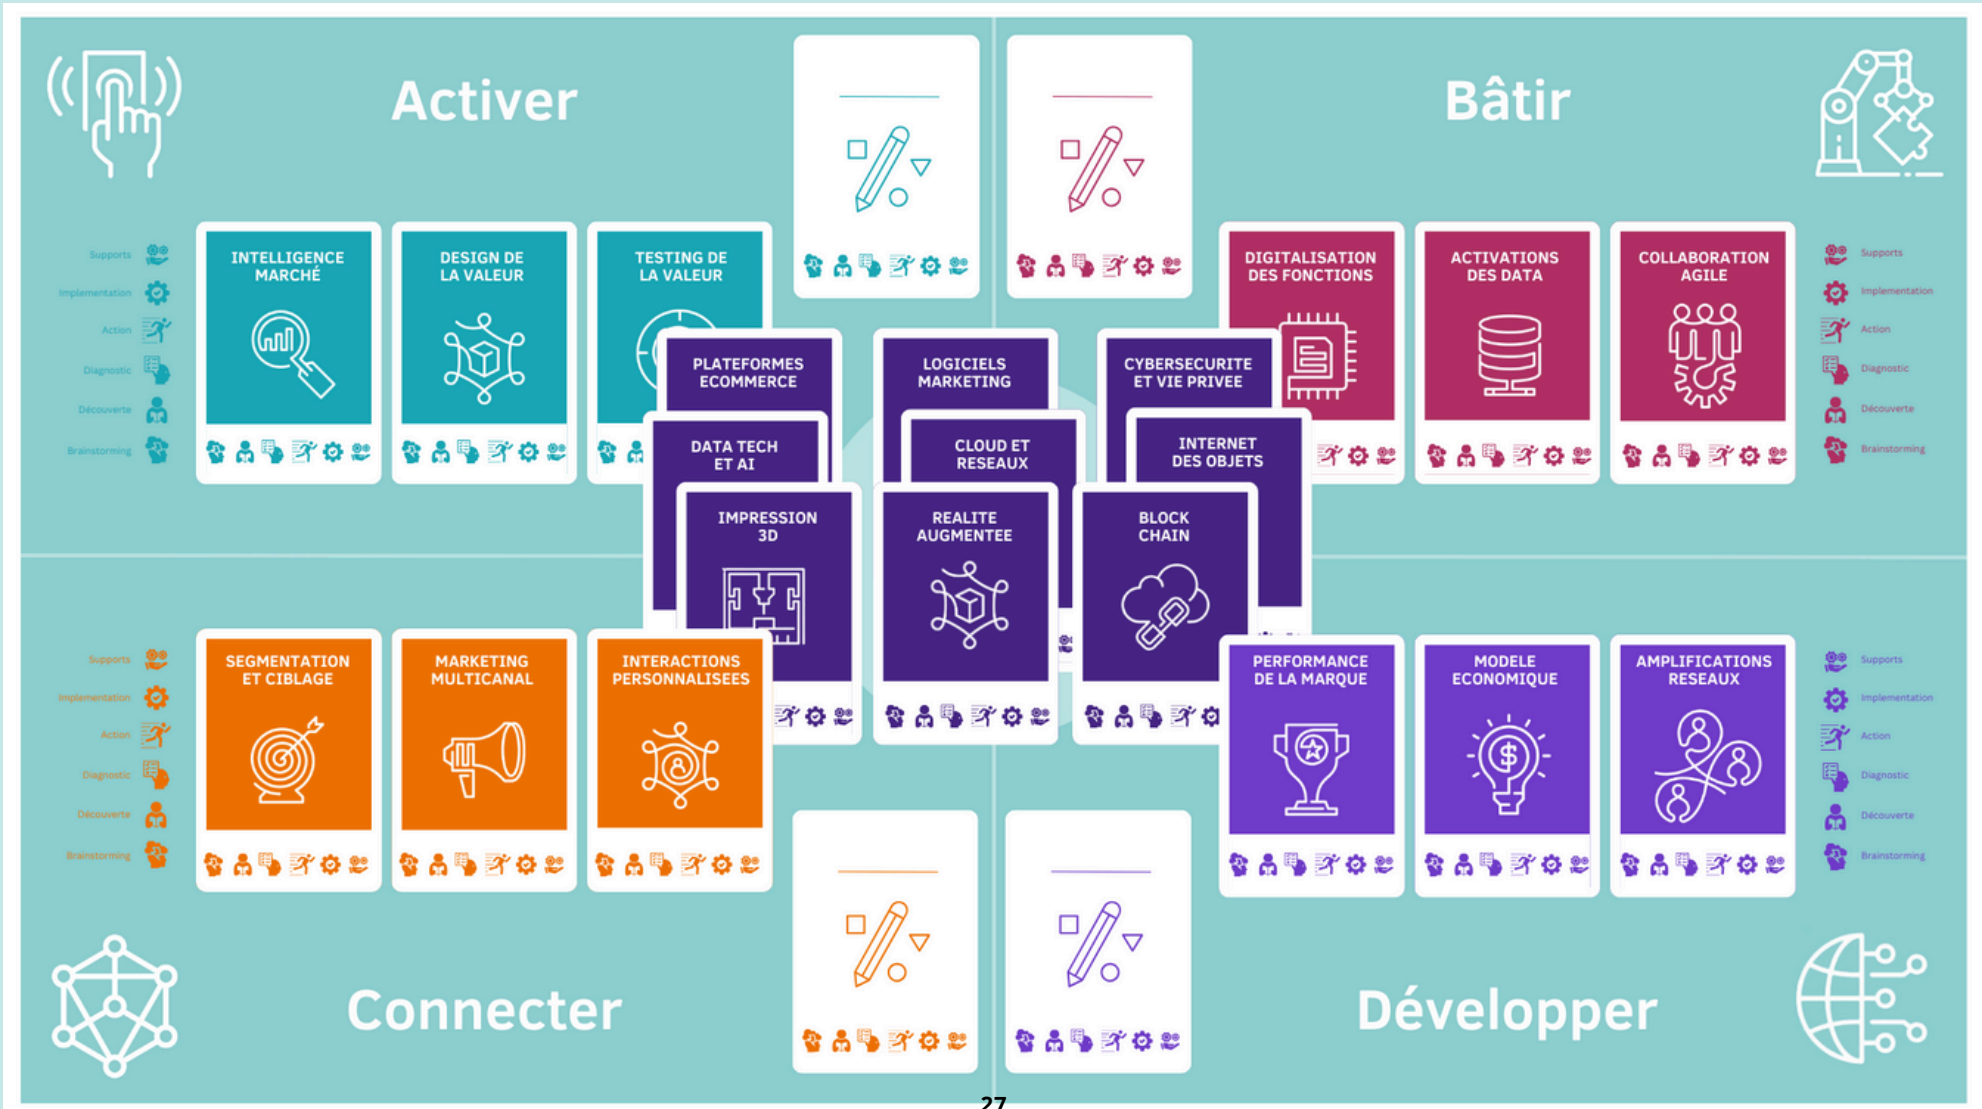 Activer
Bâtir
Supports
Implementation
Action
Diagnostic
Découverte
Brainstorming
INTELLIGENCE
MARCHÉ
DESIGN DE
LA VALEUR
TESTING DE
LA VALEUR
DIGITALISATION
DES FONCTIONS
ACTIVATIONS
DES DATA
COLLABORATION
AGILE
Supports
Implementation
Action
Diagnostic
Découverte
Brainstorming
PLATEFORMES
ECOMMERCE
LOGICIELS
MARKETING
CYBERSECURITE
ET VIE PRIVEE
DATA TECH
ET AI
CLOUD ET
RESEAUX
INTERNET
DES OBJETS
IMPRESSION
3D
REALITE
AUGMENTEE
BLOCK
CHAIN
Supports
Implementation
Action
Diagnostic
Découverte
Brainstorming
SEGMENTATION
ET CIBLAGE
MARKETING
MULTICANAL
INTERACTIONS
PERSONNALISEES
PERFORMANCE
DE LA MARQUE
MODELE
ECONOMIQUE
AMPLIFICATIONS
RESEAUX
Supports
Implementation
Action
Diagnostic
Découverte
Brainstorming
Connecter
Développer
27